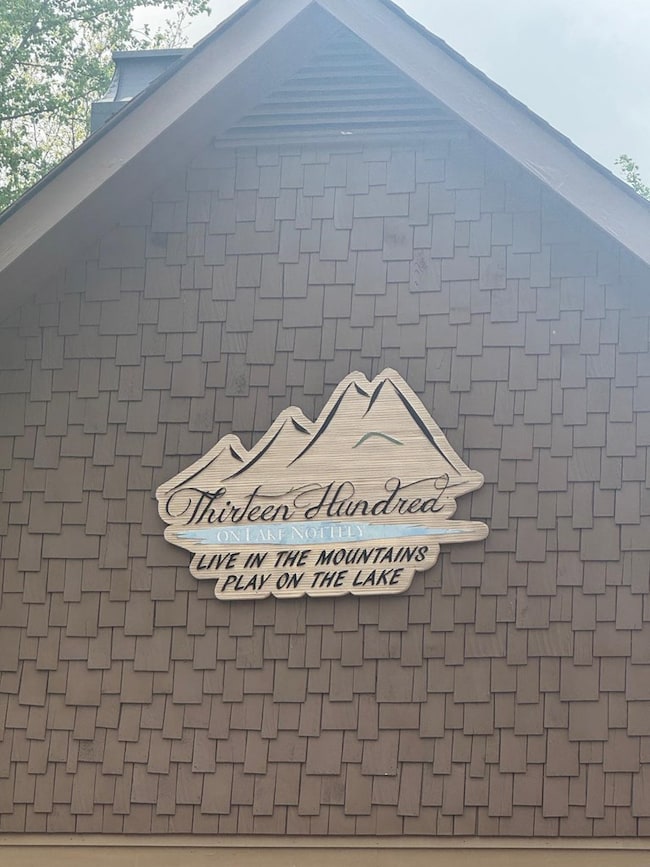 Thirteen Hundred
ON LAKE NOTTELY
LIVE IN THE MOUNTAINS
PLAY ON THE LAKE